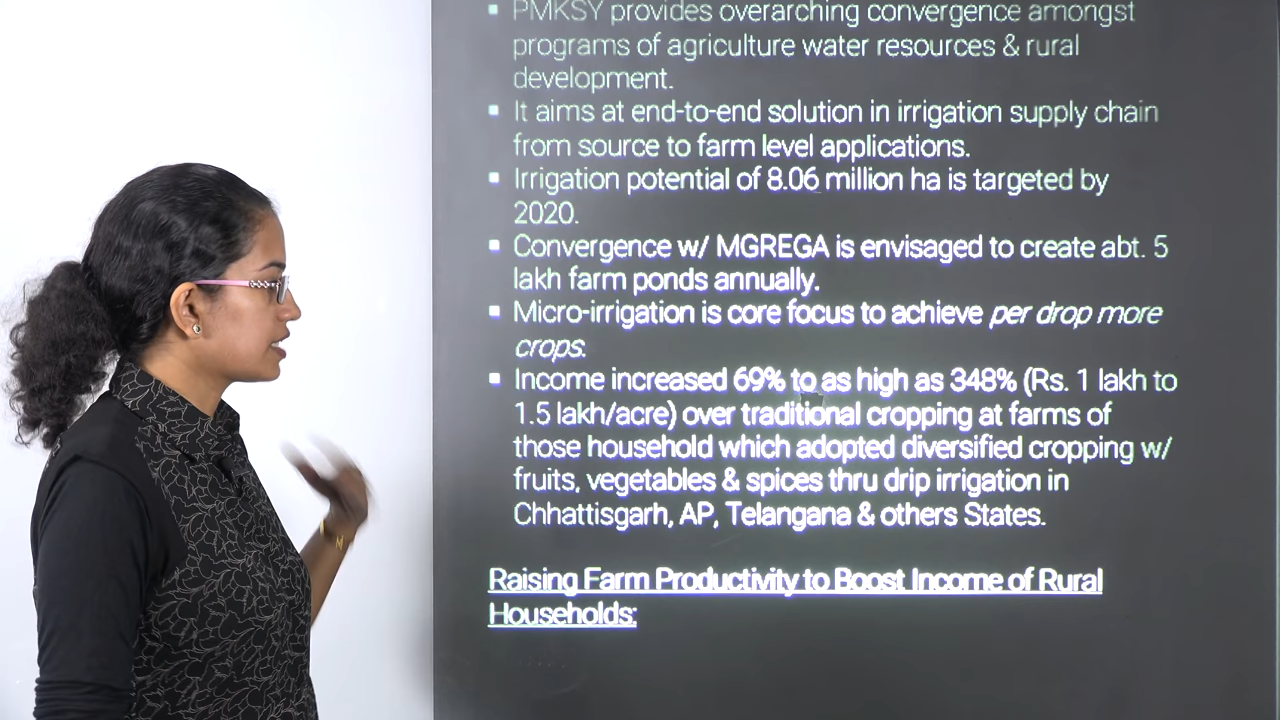 ▪ PMKSY provides overarching convergence amongst
programs of agriculture water resources & rural
development.
▪ It aims at end-to-end solution in irrigation supply chain
from source to farm level applications.
▪ Irrigation potential of 8.06 million ha is targeted by
2020.
▪ Convergence w/ MGREGA is envisaged to create abt. 5
lakh farm ponds annually.
▪ Micro-irrigation is core focus to achieve per drop more
crops.
▪ Income increased 69% to as high as 348% (Rs. 1 lakh to
1.5 lakh/acre) over traditional cropping at farms of
those household which adopted diversified cropping w/
fruits, vegetables & spices thru drip irrigation in
Chhattisgarh, AP, Telangana & others States.
Raising Farm Productivity to Boost Income of Rural
Households: